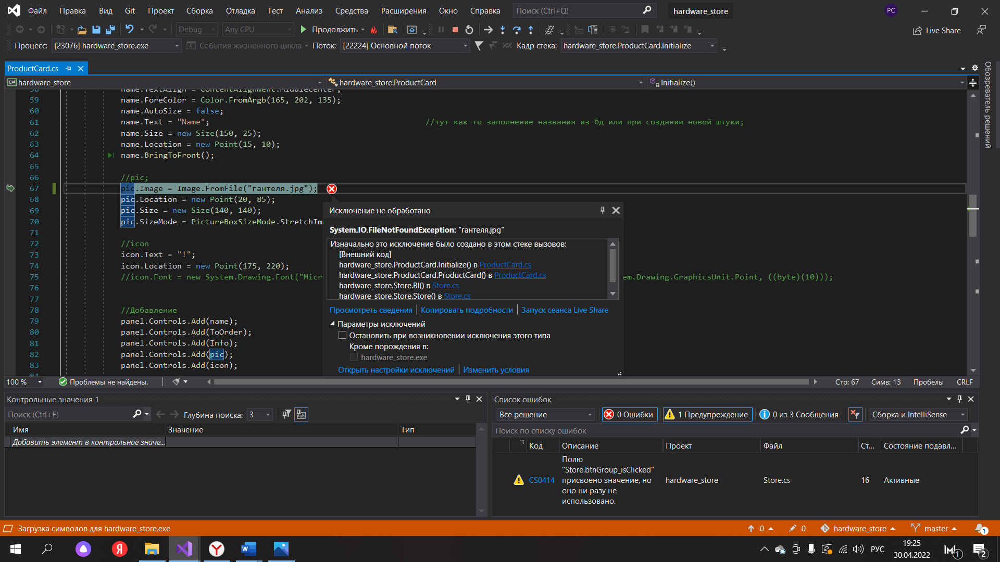 Файл Правка Вид Git Проект Сборка Отладка Тест Анализ Средства Расширения Окно Справка Поиск (Ctrl+Q) hardware_store РС
Debug Any CPU Продолжить Live Share
Процесс: [23076] hardware_store.exe События жизненного цикла Поток: [22224] Основной поток Кадр стека: hardware_store.ProductCard.Initialize
ProductCard.cs
Обозреватель решений
C# hardware_store hardware_store.ProductCard Initialize()
58 name.TextAlign = ContentAlignment.MiddleCenter;
59 name.ForeColor = Color.FromArgb(165, 202, 135);
60 name.AutoSize = false;
61 name.Text = "Name"; //тут как-то заполнение названия из бд или при создании новой штуки;
62 name.Size = new Size(150, 25);
63 name.Location = new Point(15, 10);
64 name.BringToFront();
65
66 //pic;
67 pic.Image = Image.FromFile("гантеля.jpg");
68 pic.Location = new Point(20, 85);
69 pic.Size = new Size(140, 140);
70 pic.SizeMode = PictureBoxSizeMode.StretchIm
71
72 //icon
73 icon.Text = "!";
74 icon.Location = new Point(175, 220);
75 //icon.Font = new System.Drawing.Font("Micr em.Drawing.GraphicsUnit.Point, ((byte)(10)));
76
77
78 //Добавление
79 panel.Controls.Add(name);
80 panel.Controls.Add(ToOrder);
81 panel.Controls.Add(Info);
82 panel.Controls.Add(pic);
83 panel.Controls.Add(icon);
84
Исключение не обработано
System.IO.FileNotFoundException: "гантеля.jpg"
Изначально это исключение было создано в этом стеке вызовов:
[Внешний код]
hardware_store.ProductCard.Initialize() в ProductCard.cs
hardware_store.ProductCard.ProductCard() в ProductCard.cs
hardware_store.Store.Bl() в Store.cs
hardware_store.Store.Store() в Store.cs
Просмотреть сведения Копировать подробности Запуск сеанса Live Share
Параметры исключений
Остановить при возникновении исключения этого типа
Кроме порождения в:
hardware_store.exe
Открыть настройки исключений Изменить условия
100 % Проблемы не найдены. Стр: 67 Симв: 13 Пробелы CRLF
Контрольные значения 1
Поиск (Ctrl+E) Глубина поиска: 3
Имя Значение Тип
Добавить элемент в контрольное значе...
Список ошибок
Все решение 0 Ошибки 1 Предупреждение 0 из 3 Сообщения Сборка и IntelliSense
Поиск по списку ошибок
Код Описание Проект Файл Ст... Состояние подавл...
CS0414 Полю "Store.btnGroup_isClicked" присвоено значение, но оно ни разу не использовано. hardware_store Store.cs 16 Активные
Загрузка символов для hardware_store.exe 0 0 hardware_store master 1
РУС 19:25 1 2
30.04.2022